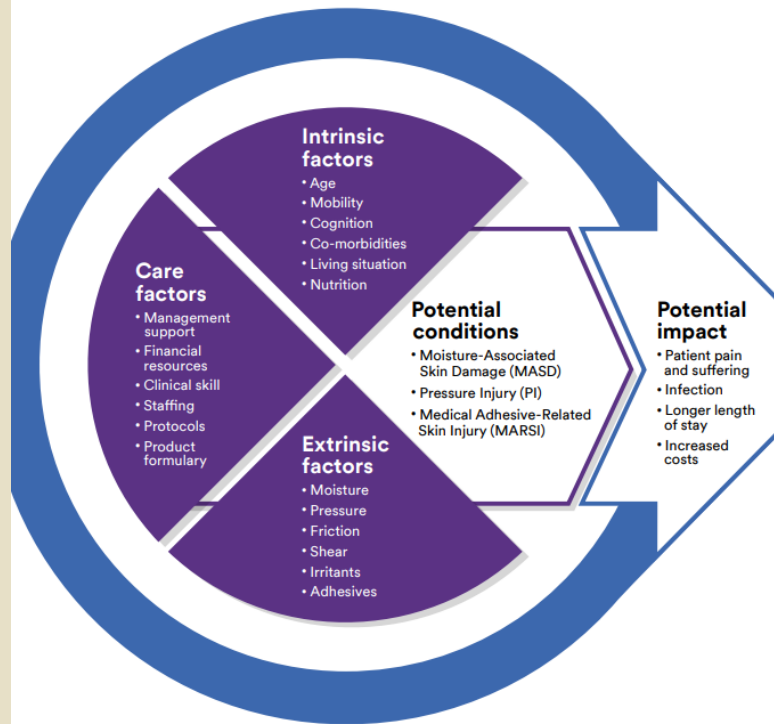 Intrinsic
factors
• Age
• Mobility
• Cognition
• Co-morbidities
• Living situation
• Nutrition
Care
factors
• Management
support
• Financial
resources
• Clinical skill
• Staffing
• Protocols
• Product
formulary
Extrinsic
factors
• Moisture
• Pressure
• Friction
• Shear
• Irritants
• Adhesives
Potential
conditions
• Moisture-Associated
Skin Damage (MASD)
• Pressure Injury (PI)
• Medical Adhesive-Related
Skin Injury (MARSI)
Potential
impact
• Patient pain
and suffering
• Infection
• Longer length
of stay
• Increased
costs